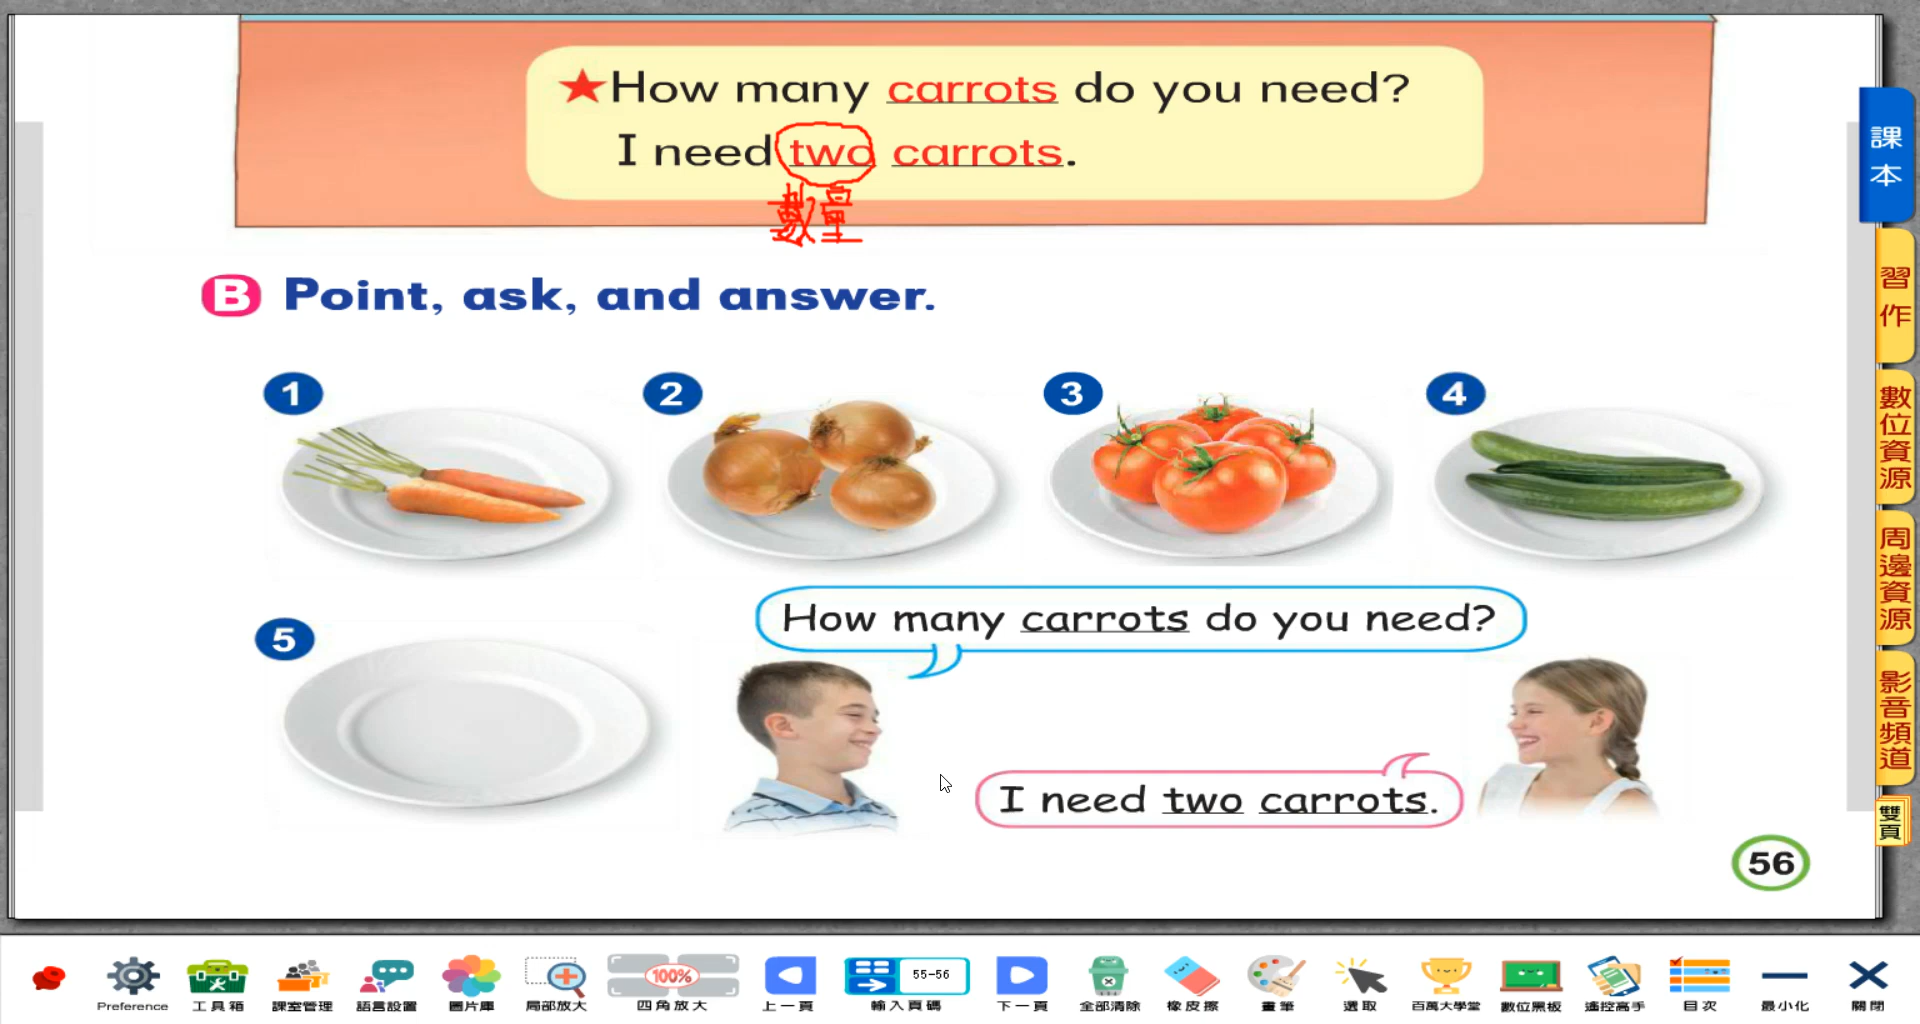 ★How many carrots do you need?
I need two carrots.
數量
B Point, ask, and answer.
1 2 3 4
5
How many carrots do you need?
I need two carrots.
56
課本
習作
數位資源
周邊資源
影音頻道
雙頁
100% 55-56
Preference 工具箱 課室管理 語言設置 圖片庫 局部放大 四角放大 上一頁 輸入頁碼 下一頁 全部清除 橡皮擦 畫筆 選取 百萬大學堂 數位黑板 遙控高手 目次 最小化 關閉